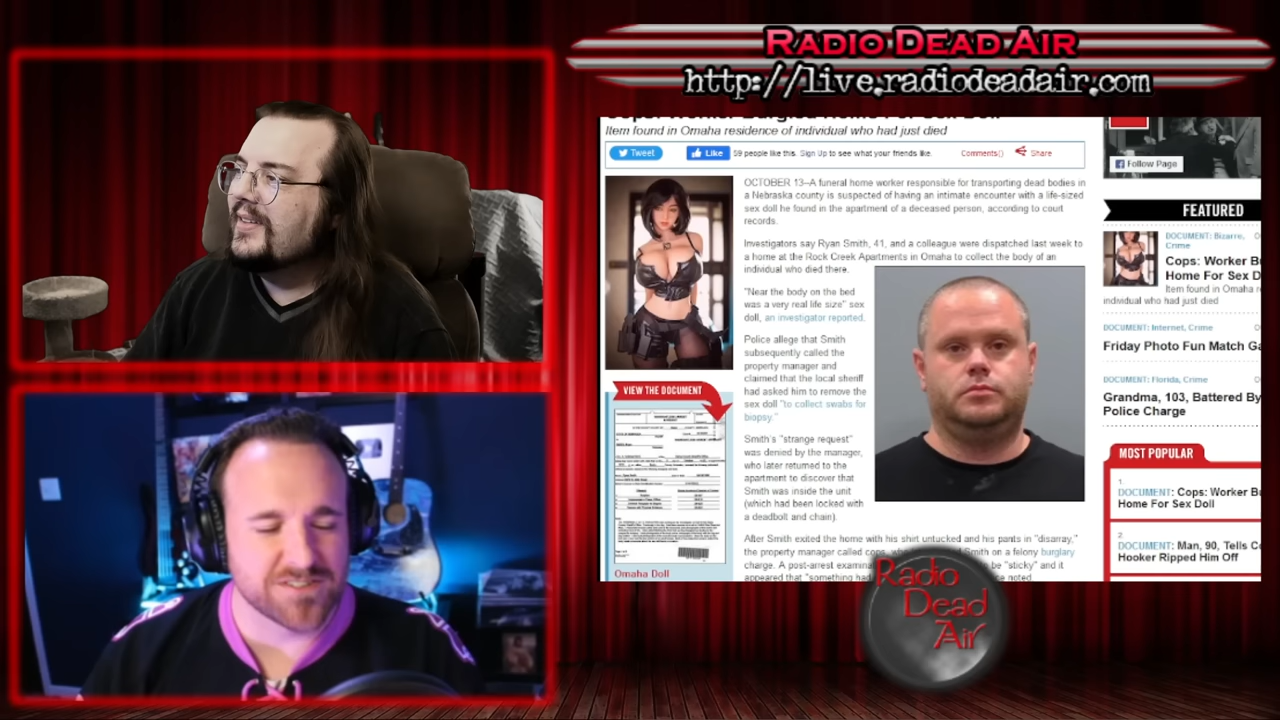 RADIO DEAD AIR
http://live.radiodeadair.com
Item found in Omaha residence of individual who had just died
Tweet
Like
59 people like this. Sign Up to see what your friends like.
Comments()
Share
OCTOBER 13--A funeral home worker responsible for transporting dead bodies in
a Nebraska county is suspected of having an intimate encounter with a life-sized
sex doll he found in the apartment of a deceased person, according to court
records.
Investigators say Ryan Smith, 41, and a colleague were dispatched last week to
a home at the Rock Creek Apartments in Omaha to collect the body of an
individual who died there.
"Near the body on the bed
was a very real life size" sex
doll, an investigator reported.
Police allege that Smith
subsequently called the
property manager and
claimed that the local sheriff
had asked him to remove the
sex doll "to collect swabs for
biopsy."
Smith's "strange request"
was denied by the manager,
who later returned to the
apartment to discover that
Smith was inside the unit
(which had been locked with
a deadbolt and chain).
After Smith exited the home with his shirt untucked and his pants in "disarray,"
the property manager called cops, Smith on a felony burglary
charge. A post-arrest be "sticky" and it
appeared that "something had noted.
VIEW THE DOCUMENT
Omaha Doll
Follow Page
FEATURED
DOCUMENT: Bizarre,
Crime
Cops: Worker
Home For Sex
Item found in Omaha
individual who had just died
DOCUMENT: Internet, Crime
Friday Photo Fun Match
DOCUMENT: Florida, Crime
Grandma, 103, Battered By
Police Charge
MOST POPULAR
1.
DOCUMENT: Cops: Worker
Home For Sex Doll
2.
DOCUMENT: Man, 90, Tells
Hooker Ripped Him Off
Radio
Dead
Air